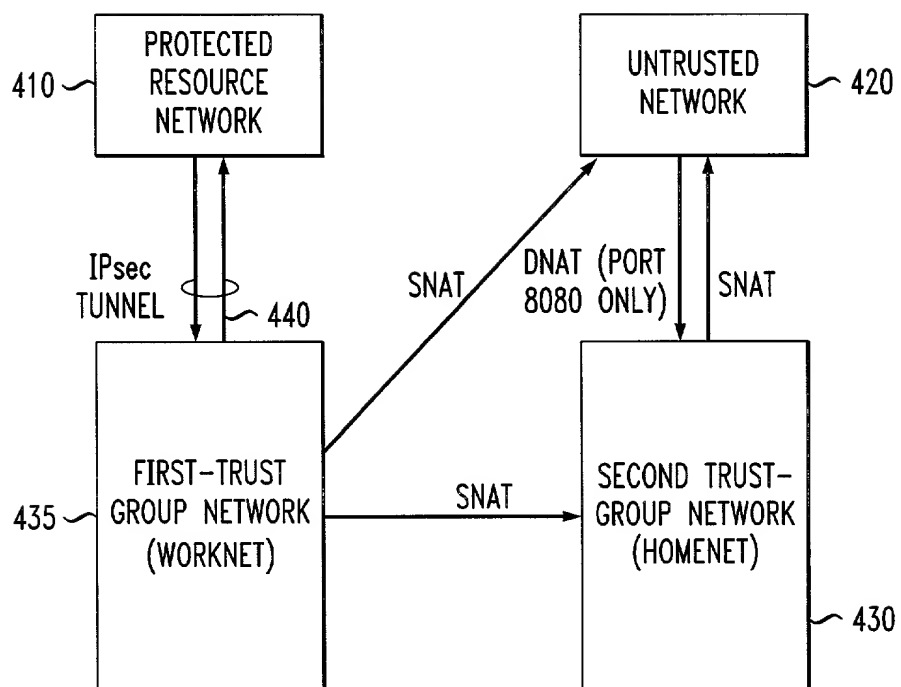 PROTECTED
RESOURCE
NETWORK
410
UNTRUSTED
NETWORK
420
IPsec
TUNNEL
440
SNAT
DNAT (PORT
8080 ONLY)
SNAT
FIRST-TRUST
GROUP NETWORK
(WORKNET)
435
SNAT
SECOND TRUST-
GROUP NETWORK
(HOMENET)
430